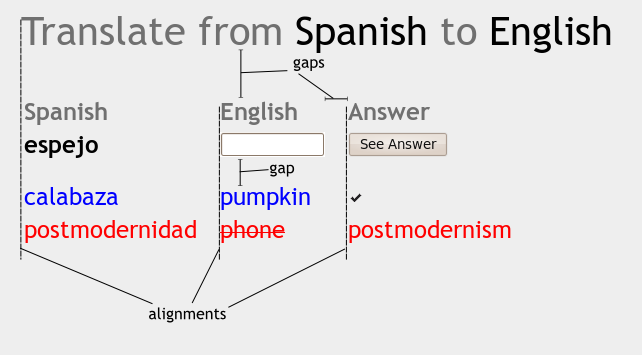 Translate from Spanish to English
gaps
Spanish English Answer
espejo See Answer
gap
calabaza pumpkin ✓
postmodernidad phone postmodernism
alignments